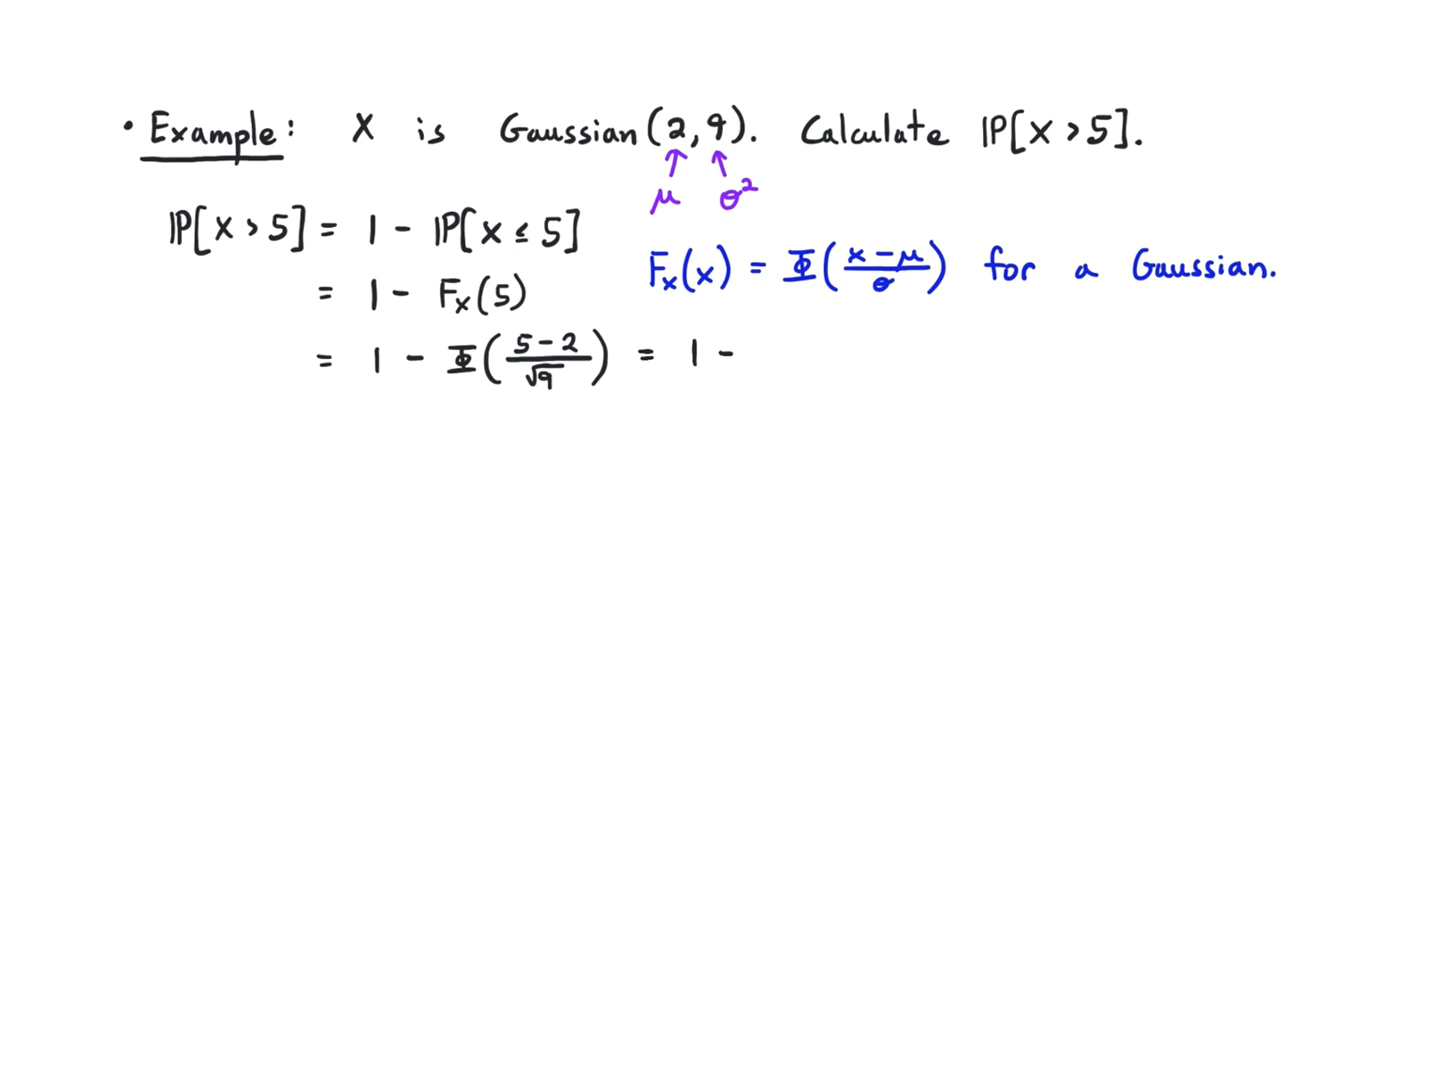 • Example: X is Gaussian(2,9). Calculate ℙ[X > 5].
↑ ↑
μ σ²
ℙ[X > 5] = 1 - ℙ[X ≤ 5]
F_X(x) = Φ((x-μ)/σ) for a Gaussian.
= 1 - F_X(5)
= 1 - Φ((5-2)/√9) = 1 -